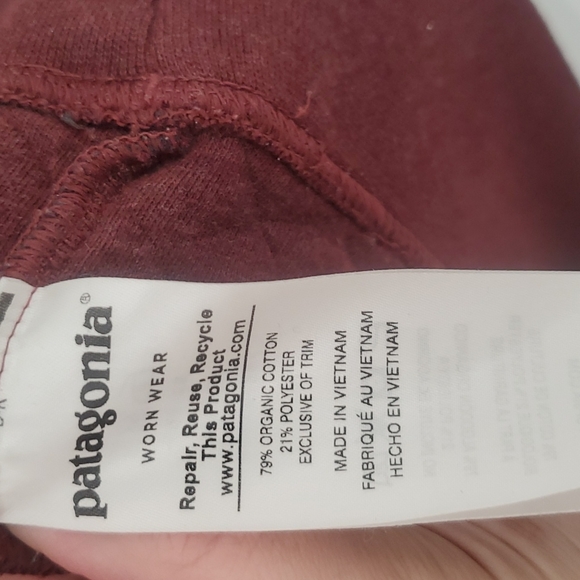 patagonia®
WORN WEAR
Repair, Reuse, Recycle
This Product
www.patagonia.com
79% ORGANIC COTTON
21% POLYESTER
EXCLUSIVE OF TRIM
MADE IN VIETNAM
FABRIQUÉ AU VIETNAM
HECHO EN VIETNAM